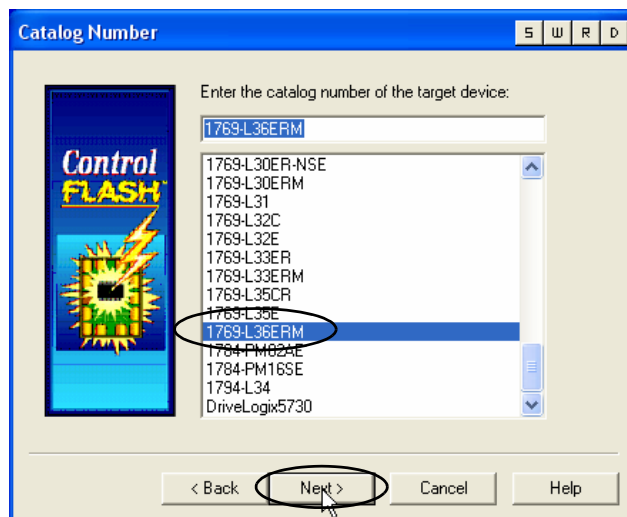 Catalog Number
S W R D
Enter the catalog number of the target device:
1769-L36ERM
Control
FLASH™
1769-L30ER-NSE
1769-L30ERM
1769-L31
1769-L32C
1769-L32E
1769-L33ER
1769-L33ERM
1769-L35CR
1769-L35E
1769-L36ERM
1784-PM02AE
1784-PM16SE
1794-L34
DriveLogix5730
< Back
Next >
Cancel
Help